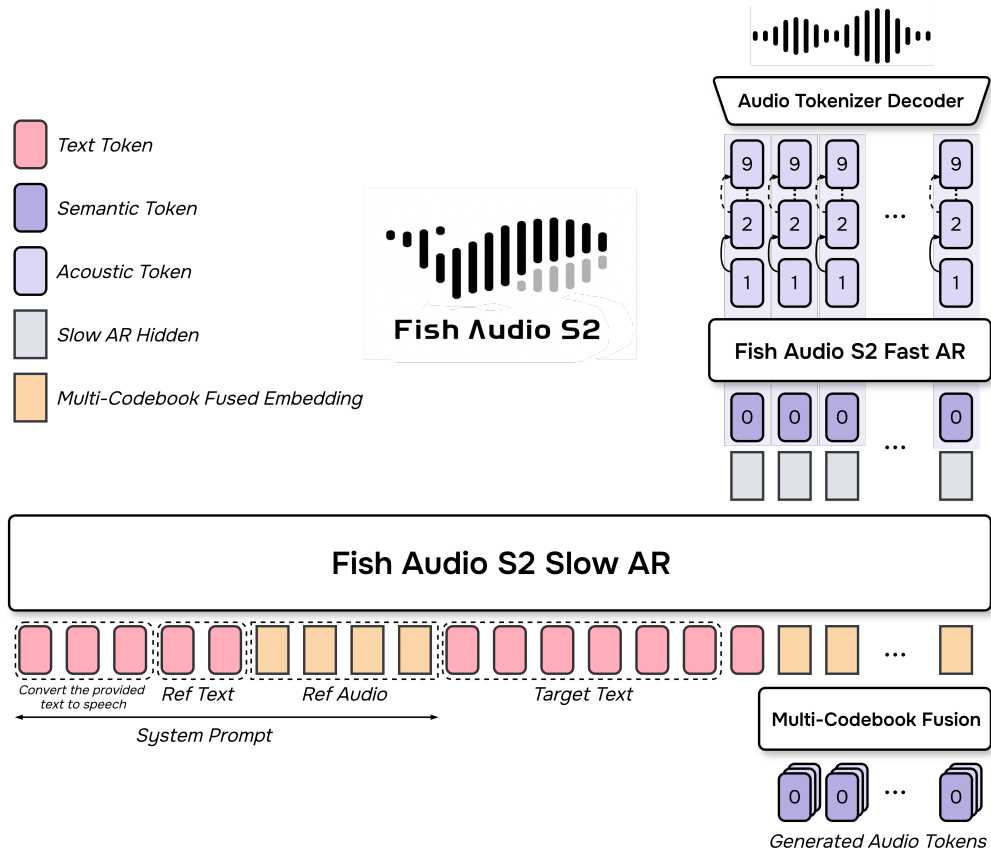 Audio Tokenizer Decoder
Text Token
Semantic Token
Acoustic Token
Slow AR Hidden
Multi-Codebook Fused Embedding
Fish Λudio S2
9 9 9 9
2 2 2 ... 2
1 1 1 1
Fish Audio S2 Fast AR
0 0 0 ... 0
Fish Audio S2 Slow AR
...
Convert the provided
text to speech
Ref Text
Ref Audio
Target Text
System Prompt
Multi-Codebook Fusion
0 0 ... 0
Generated Audio Tokens